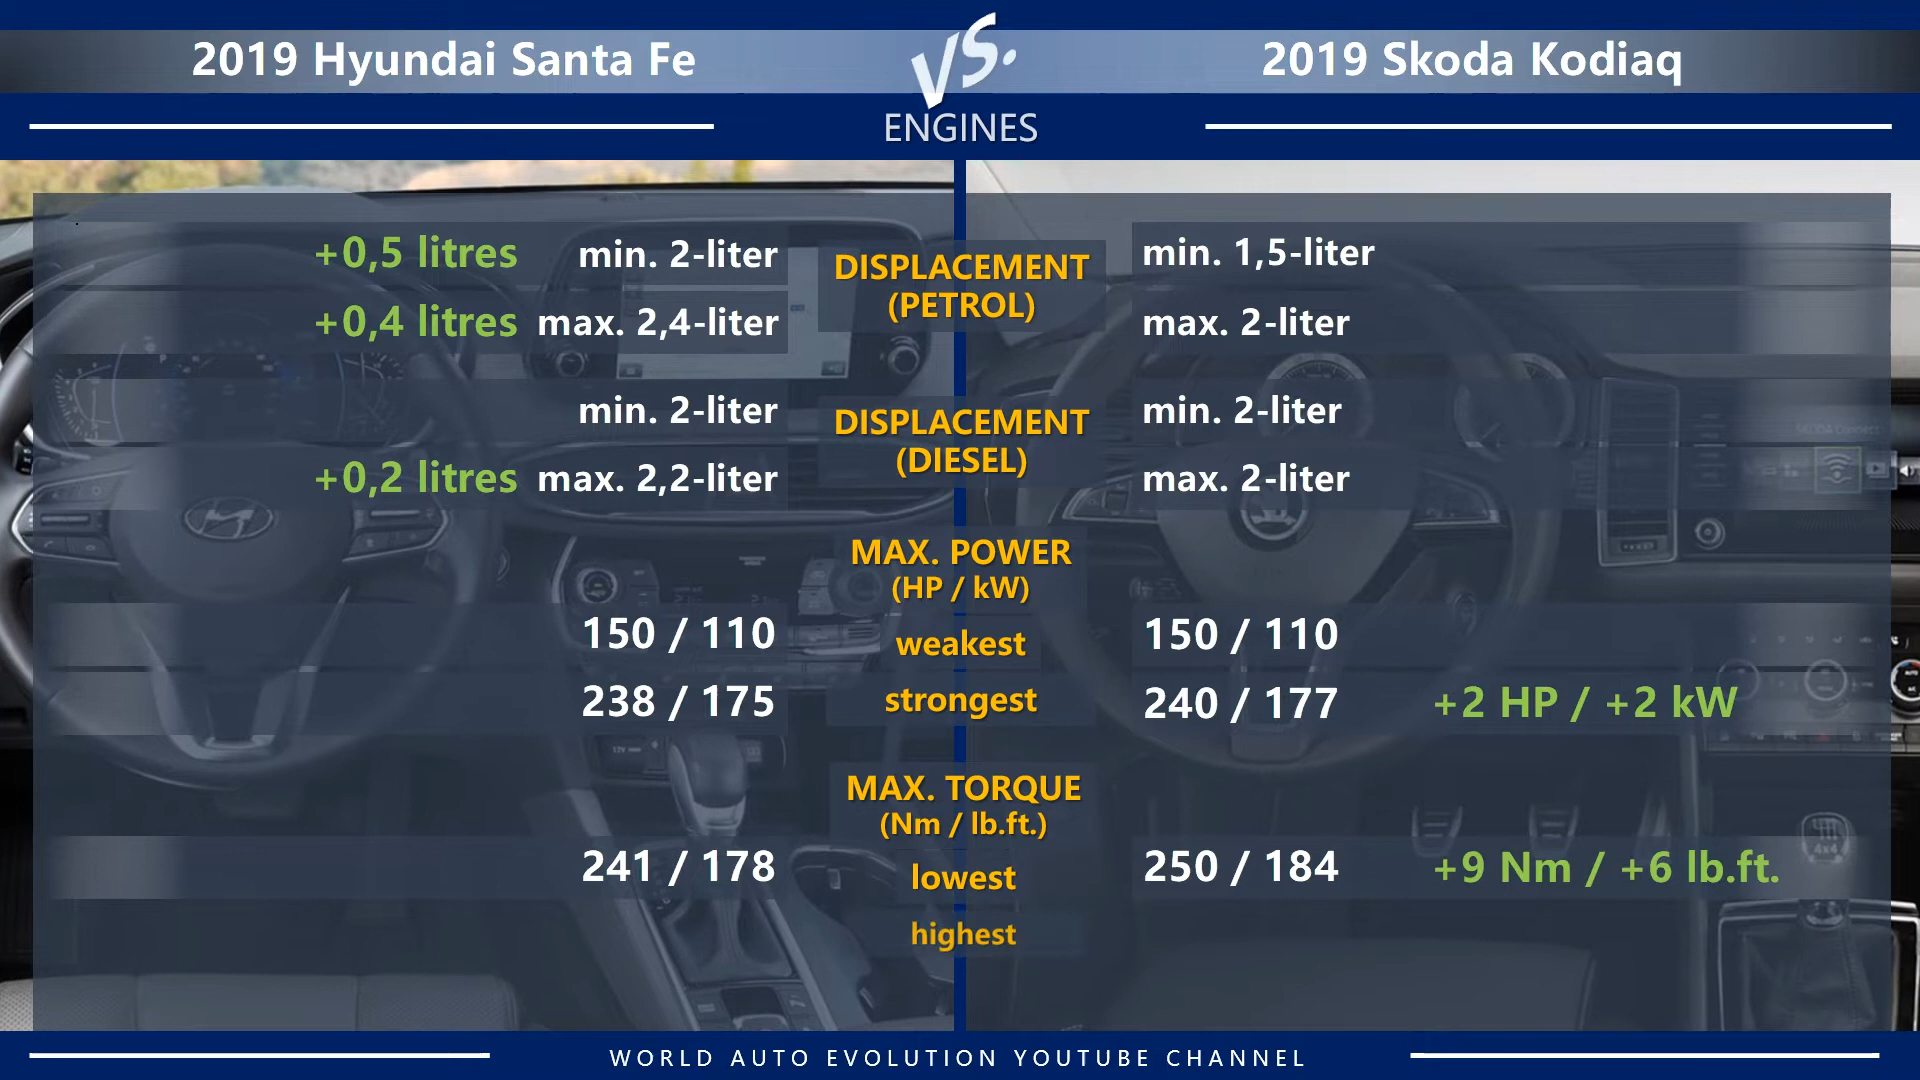 2019 Hyundai Santa Fe VS. 2019 Skoda Kodiaq
ENGINES
+0,5 litres min. 2-liter DISPLACEMENT (PETROL) min. 1,5-liter
+0,4 litres max. 2,4-liter max. 2-liter
min. 2-liter DISPLACEMENT (DIESEL) min. 2-liter
+0,2 litres max. 2,2-liter max. 2-liter
MAX. POWER
(HP / kW)
150 / 110 weakest 150 / 110
238 / 175 strongest 240 / 177 +2 HP / +2 kW
MAX. TORQUE
(Nm / lb.ft.)
241 / 178 lowest 250 / 184 +9 Nm / +6 lb.ft.
highest
WORLD AUTO EVOLUTION YOUTUBE CHANNEL